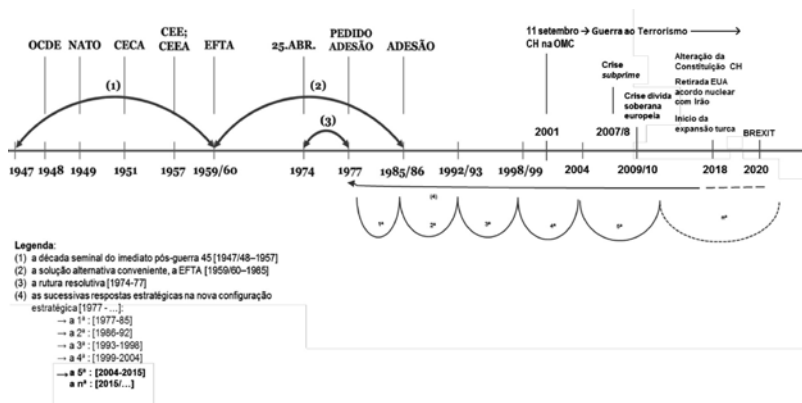 11 setembro → Guerra ao Terrorismo
CH na OMC
OCDE NATO CECA CEE; CEEA EFTA 25.ABR. PEDIDO ADESÃO ADESÃO
Crise
subprime
Alteração da
Constituição CH
Retirada EUA
acordo nuclear
com Irão
Início da
expansão turca
Crise dívida
soberana
europeia
BREXIT
(1) (2)
(3)
2001 2007/8
1947 1948 1949 1951 1957 1959/60 1974 1977 1985/86 1992/93 1998/99 2004 2009/10 2018 2020
(4)
1ª 2ª 3ª 4ª 5ª nª
Legenda:
(1) a década seminal do imediato pós-guerra 45 [1947/48–1957]
(2) a solução alternativa conveniente, a EFTA [1959/60–1985]
(3) a rutura resolutiva [1974-77]
(4) as sucessivas respostas estratégicas na nova configuração
estratégica [1977 - ...]:
→ a 1ª : [1977-85]
→ a 2ª : [1986-92]
→ a 3ª : [1993-1998]
→ a 4ª : [1999-2004]
→ a 5ª : [2004-2015]
a nª : [2015/...]